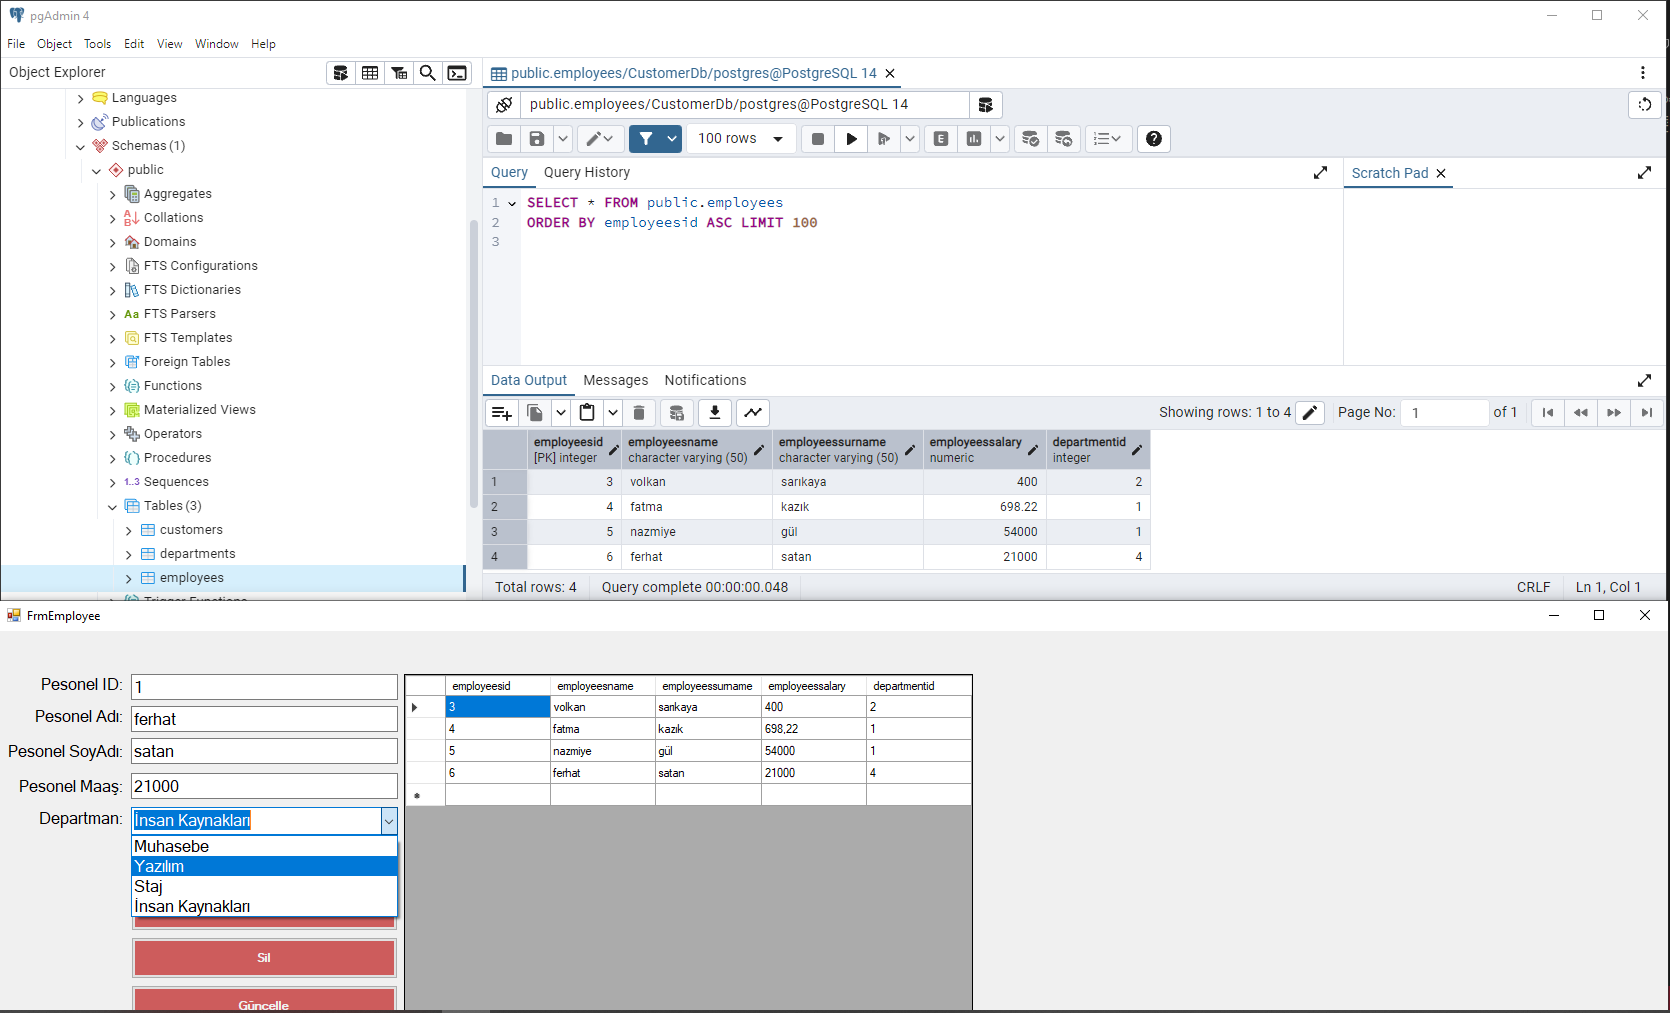 pgAdmin 4
File Object Tools Edit View Window Help
Object Explorer
Languages
Publications
Schemas (1)
public
Aggregates
Collations
Domains
FTS Configurations
FTS Dictionaries
Aa FTS Parsers
FTS Templates
Foreign Tables
Functions
Materialized Views
Operators
Procedures
1..3 Sequences
Tables (3)
customers
departments
employees
Trigger Functions
public.employees/CustomerDb/postgres@PostgreSQL 14
public.employees/CustomerDb/postgres@PostgreSQL 14
100 rows
E
Query Query History
Scratch Pad
1 SELECT * FROM public.employees
2 ORDER BY employeesid ASC LIMIT 100
3
Data Output Messages Notifications
Showing rows: 1 to 4 Page No: 1 of 1
employeesid employeesname employeessurname employeessalary departmentid
[PK] integer character varying (50) character varying (50) numeric integer
1 3 volkan sarıkaya 400 2
2 4 fatma kazık 698.22 1
3 5 nazmiye gül 54000 1
4 6 ferhat satan 21000 4
Total rows: 4 Query complete 00:00:00.048 CRLF Ln 1, Col 1
FrmEmployee
Pesonel ID: 1
Pesonel Adı: ferhat
Pesonel SoyAdı: satan
Pesonel Maaş: 21000
Departman: İnsan Kaynakları
Muhasebe
Yazılım
Staj
İnsan Kaynakları
Sil
Güncelle
employeesid employeesname employeessurname employeessalary departmentid
3 volkan sarıkaya 400 2
4 fatma kazık 698,22 1
5 nazmiye gül 54000 1
6 ferhat satan 21000 4